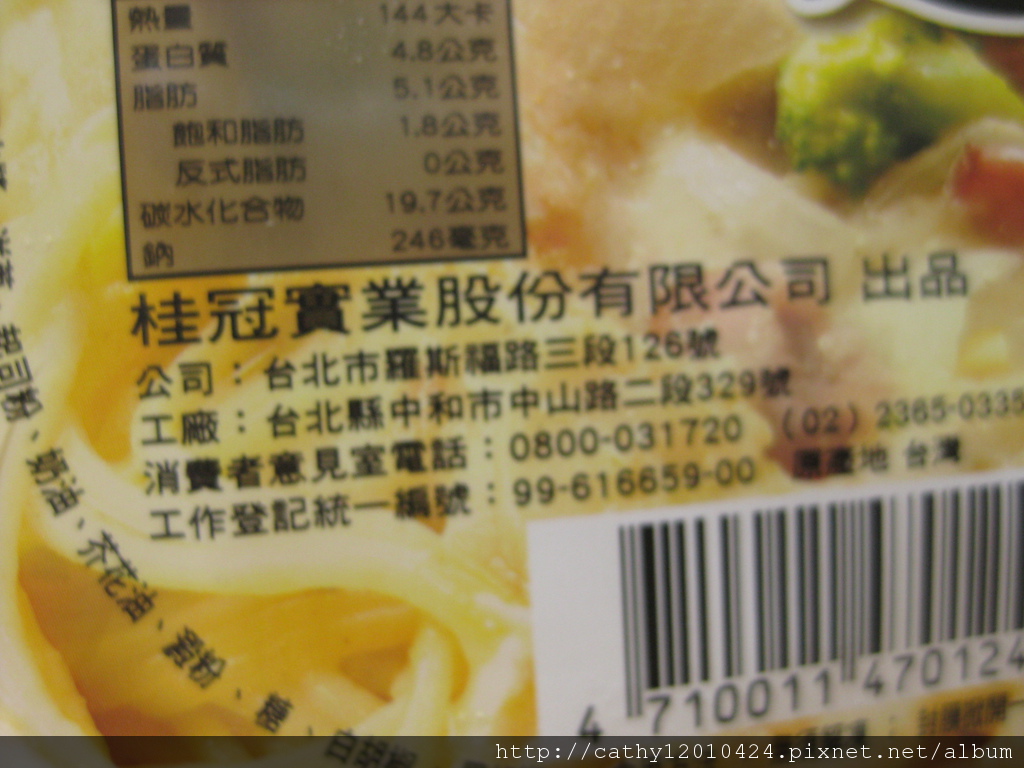 熱量 144大卡
蛋白質 4.8公克
脂肪 5.1公克
飽和脂肪 1.8公克
反式脂肪 0公克
碳水化合物 19.7公克
鈉 246毫克
桂冠實業股份有限公司 出品
公司：台北市羅斯福路三段126號
工廠：台北縣中和市中山路二段329號
消費者意見室電話：0800-031720 (02) 2365-0335
工作登記統一編號：99-616659-00 原產地 台灣
、奶油、芥花油、乳粉、糖、
4 710011 470124
http://cathy12010424.pixnet.net/album